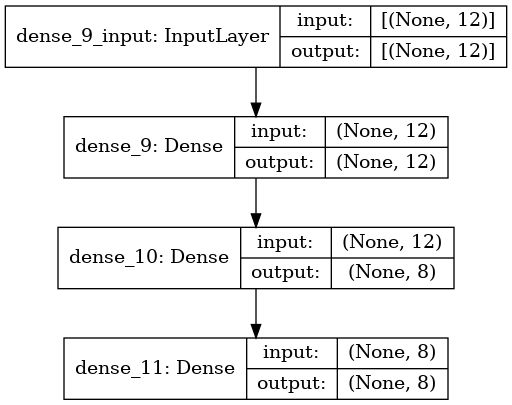 dense_9_input: InputLayer
input:
[(None, 12)]
output:
[(None, 12)]
dense_9: Dense
input:
(None, 12)
output:
(None, 12)
dense_10: Dense
input:
(None, 12)
output:
(None, 8)
dense_11: Dense
input:
(None, 8)
output:
(None, 8)